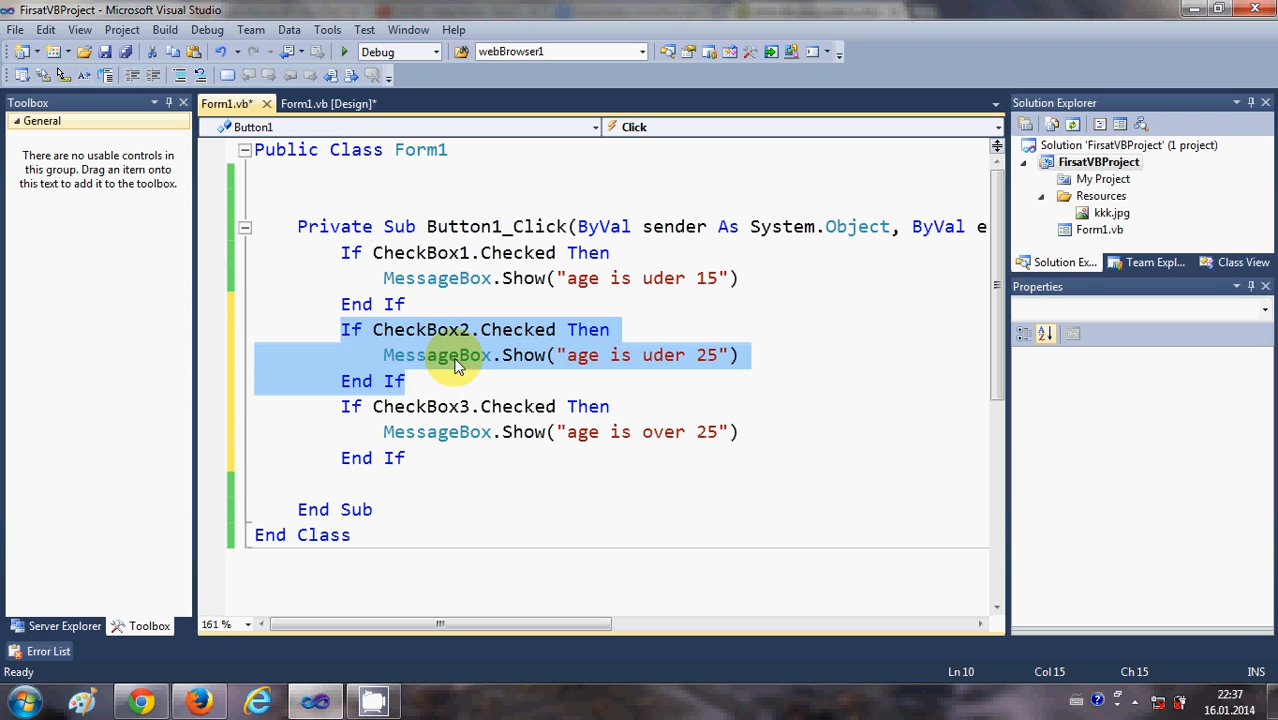 FirsatVBProject - Microsoft Visual Studio
File Edit View Project Build Debug Team Data Tools Test Window Help
Debug webBrowser1
Toolbox
General
There are no usable controls in
this group. Drag an item onto
this text to add it to the toolbox.
Server Explorer Toolbox
Form1.vb* Form1.vb [Design]*
Button1 Click
Public Class Form1
Private Sub Button1_Click(ByVal sender As System.Object, ByVal e
If CheckBox1.Checked Then
MessageBox.Show("age is uder 15")
End If
If CheckBox2.Checked Then
MessageBox.Show("age is uder 25")
End If
If CheckBox3.Checked Then
MessageBox.Show("age is over 25")
End If
End Sub
End Class
161 %
Solution Explorer
Solution 'FirsatVBProject' (1 project)
FirsatVBProject
My Project
Resources
kkk.jpg
Form1.vb
Solution Ex... Team Expl... Class View
Properties
Error List
Ready Ln 10 Col 15 Ch 15 INS
22:37
16.01.2014